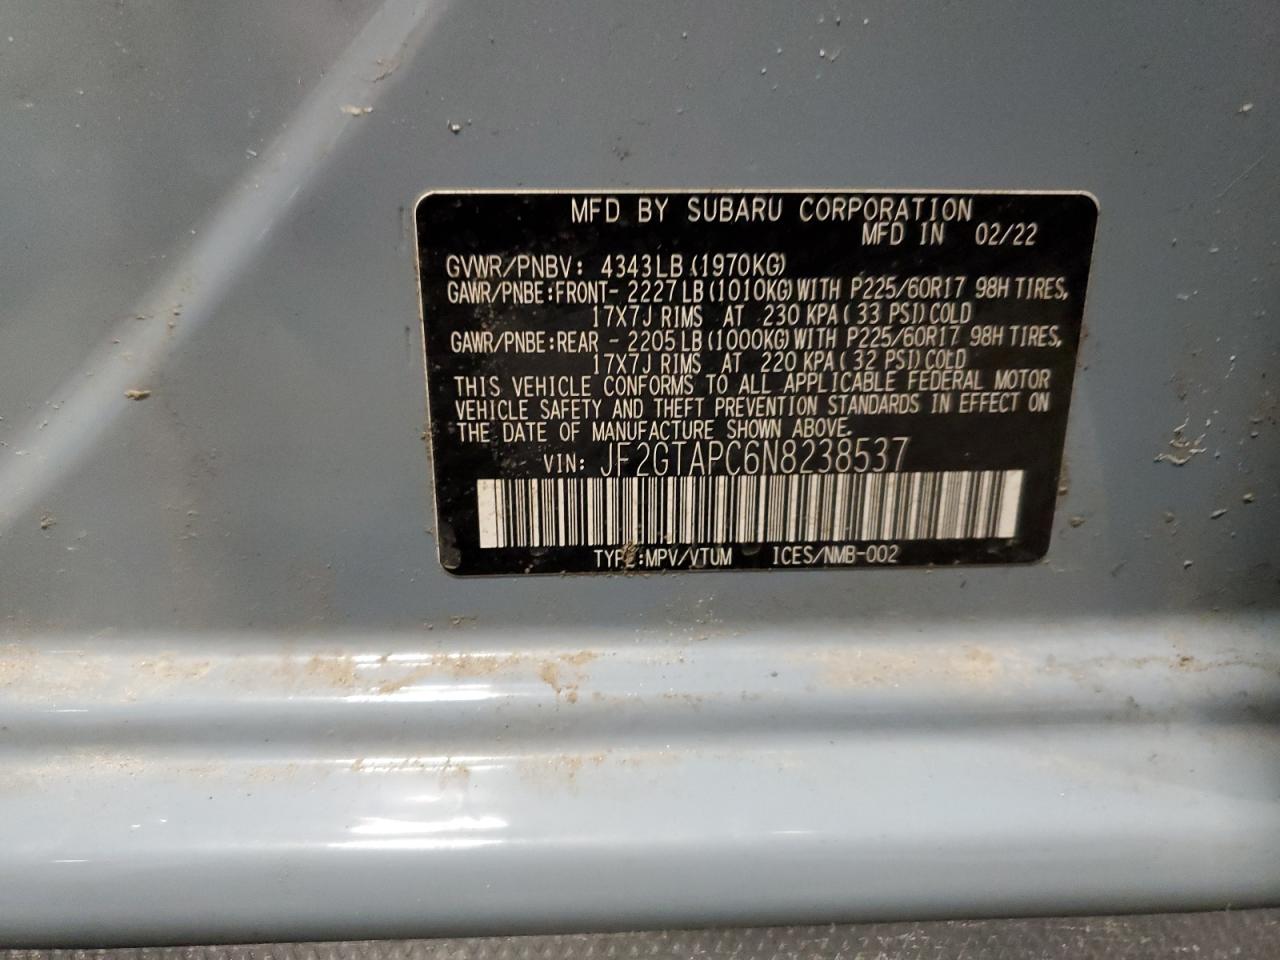 MFD BY SUBARU CORPORATION
MFD IN 02/22
GVWR/PNBV: 4343LB (1970KG)
GAWR/PNBE:FRONT- 2227LB (1010KG) WITH P225/60R17 98H TIRES,
17X7J RIMS AT 230 KPA( 33 PSI)COLD
GAWR/PNBE:REAR - 2205LB (1000KG) WITH P225/60R17 98H TIRES,
17X7J RIMS AT 220 KPA( 32 PSI)COLD
THIS VEHICLE CONFORMS TO ALL APPLICABLE FEDERAL MOTOR
VEHICLE SAFETY AND THEFT PREVENTION STANDARDS IN EFFECT ON
THE DATE OF MANUFACTURE SHOWN ABOVE.
VIN: JF2GTAPC6N8238537
TYPE:MPV/VTUM ICES/NMB-002